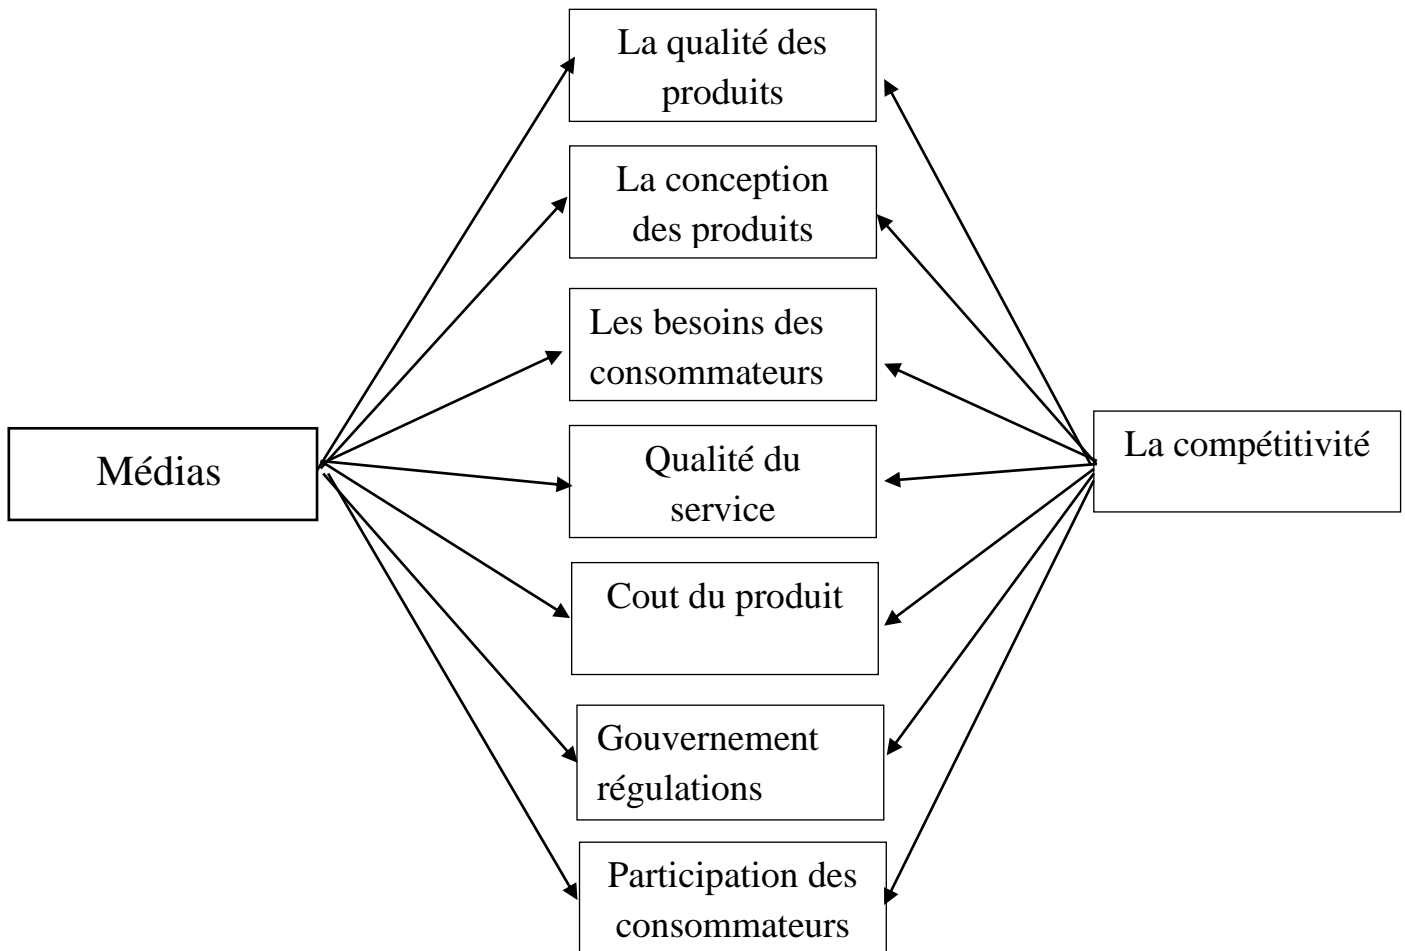 La qualité des
produits
La conception
des produits
Les besoins des
consommateurs
Médias
Qualité du
service
La compétitivité
Cout du produit
Gouvernement
régulations
Participation des
consommateurs